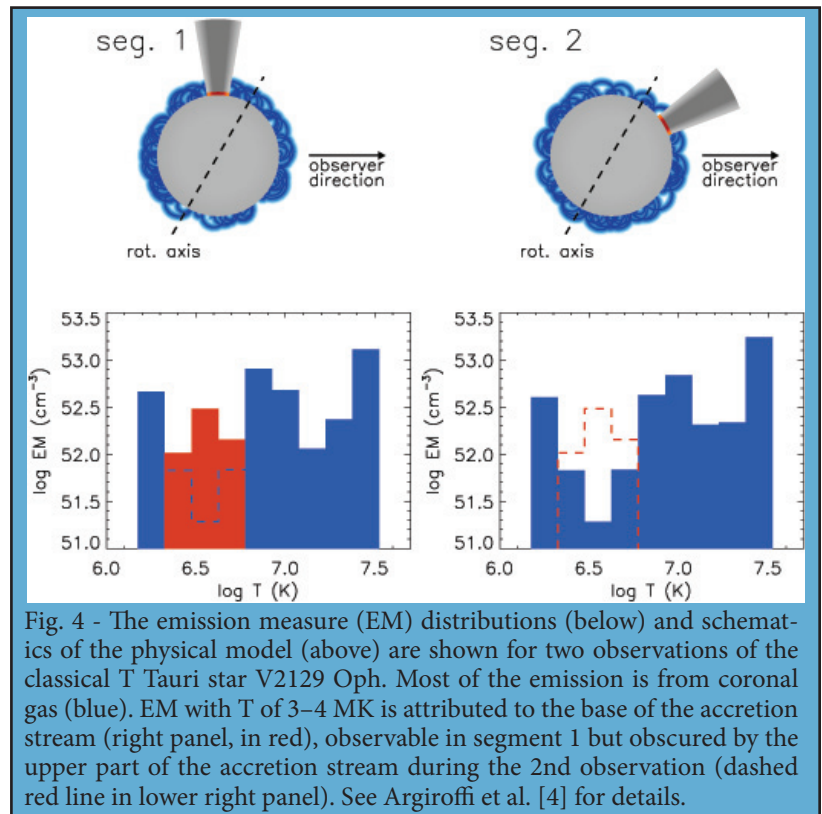 seg. 1
seg. 2
observer
direction
observer
direction
rot. axis
rot. axis
53.5
53.0
52.5
52.0
51.5
51.0
log EM (cm⁻³)
6.0 6.5 7.0 7.5
log T (K)
53.5
53.0
52.5
52.0
51.5
51.0
log EM (cm⁻³)
6.0 6.5 7.0 7.5
log T (K)
Fig. 4 - The emission measure (EM) distributions (below) and schemat-
ics of the physical model (above) are shown for two observations of the
classical T Tauri star V2129 Oph. Most of the emission is from coronal
gas (blue). EM with T of 3–4 MK is attributed to the base of the accretion
stream (right panel, in red), observable in segment 1 but obscured by the
upper part of the accretion stream during the 2nd observation (dashed
red line in lower right panel). See Argiroffi et al. [4] for details.